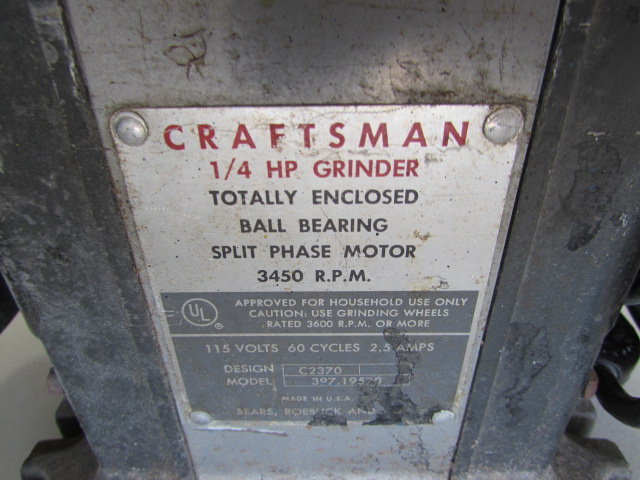 CRAFTSMAN
1/4 HP GRINDER
TOTALLY ENCLOSED
BALL BEARING
SPLIT PHASE MOTOR
3450 R.P.M.
UL ®
APPROVED FOR HOUSEHOLD USE ONLY
CAUTION: USE GRINDING WHEELS
RATED 3600 R.P.M. OR MORE
115 VOLTS 60 CYCLES 2.5 AMPS
DESIGN C2370
MODEL 397.19570
MADE IN U.S.A.
SEARS, ROEBUCK AND